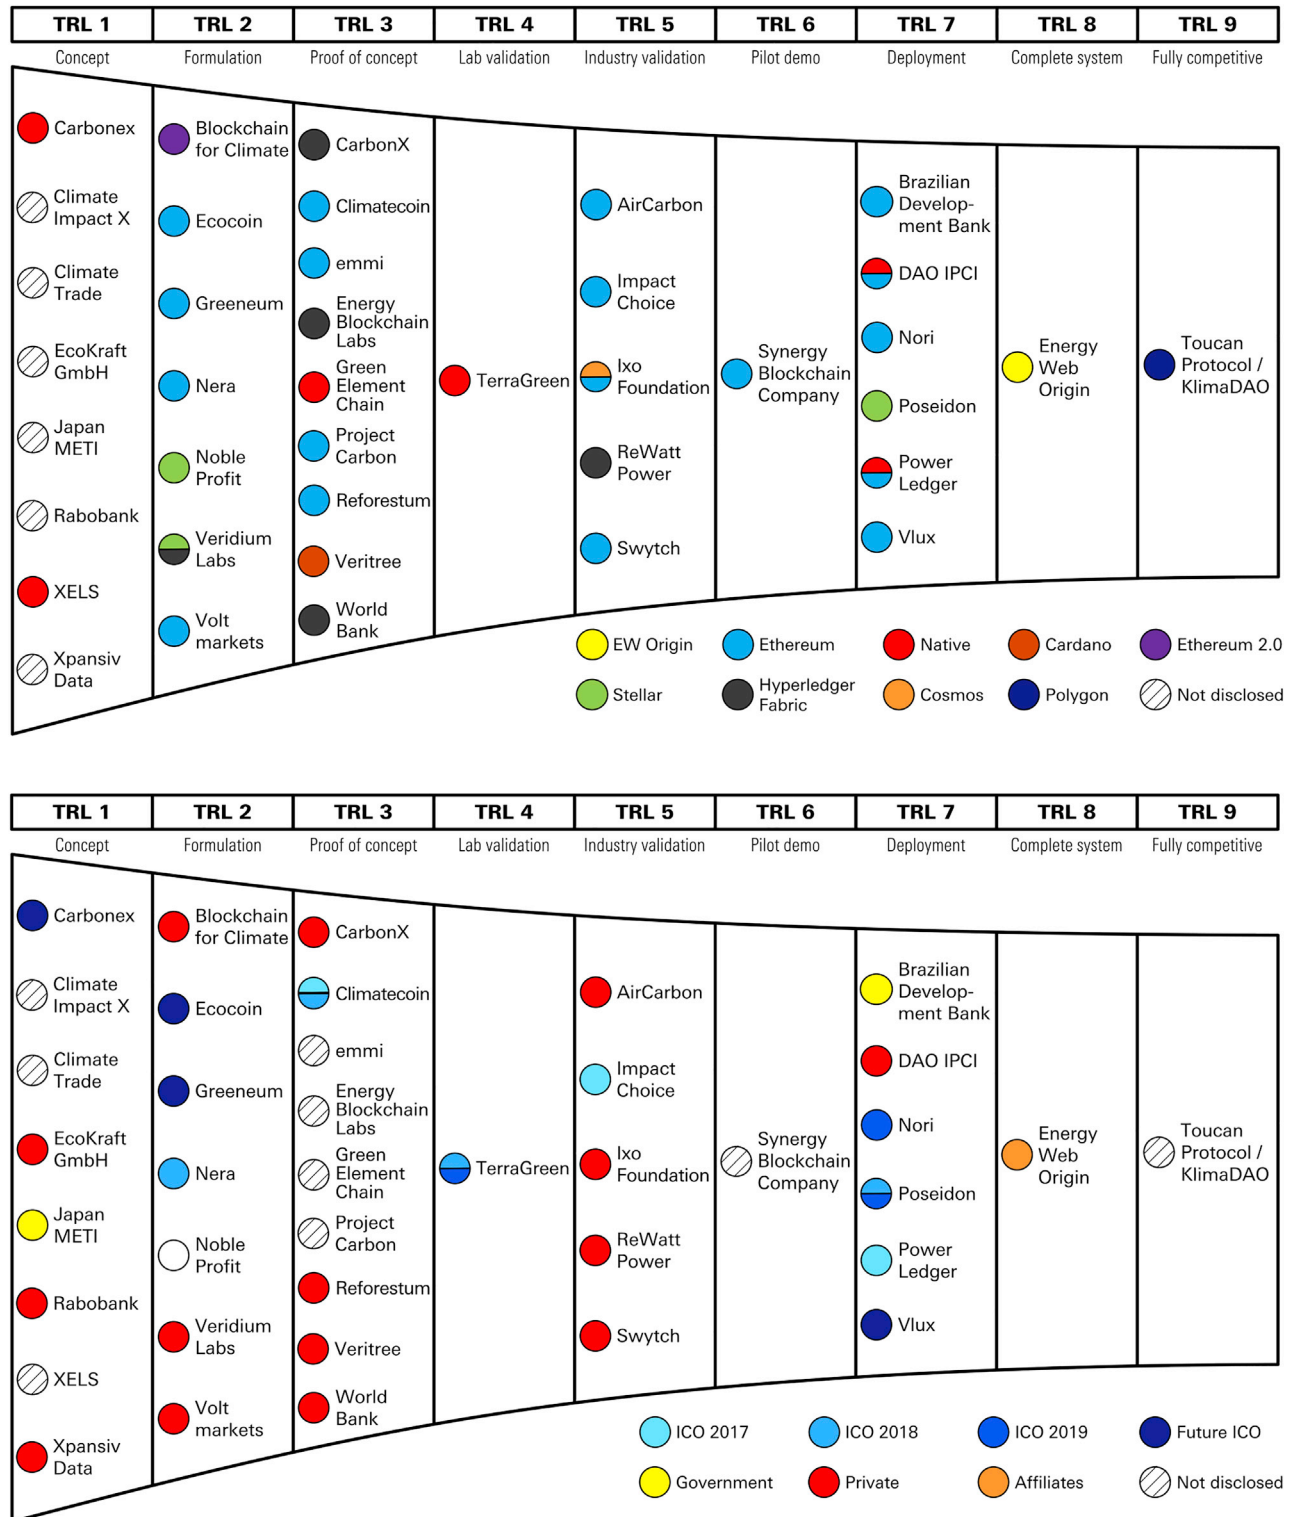 TRL 1 TRL 2 TRL 3 TRL 4 TRL 5 TRL 6 TRL 7 TRL 8 TRL 9
Concept Formulation Proof of concept Lab validation Industry validation Pilot demo Deployment Complete system Fully competitive
Carbonex
Climate
Impact X
Climate
Trade
EcoKraft
GmbH
Japan
METI
Rabobank
XELS
Xpansiv
Data
Blockchain
for Climate
Ecocoin
Greeneum
Nera
Noble
Profit
Veridium
Labs
Volt
markets
CarbonX
Climatecoin
emmi
Energy
Blockchain
Labs
Green
Element
Chain
Project
Carbon
Reforestum
Veritree
World
Bank
TerraGreen
AirCarbon
Impact
Choice
Ixo
Foundation
ReWatt
Power
Swytch
Synergy
Blockchain
Company
Brazilian
Develop-
ment Bank
DAO IPCI
Nori
Poseidon
Power
Ledger
Vlux
Energy
Web
Origin
Toucan
Protocol /
KlimaDAO
EW Origin Ethereum Native Cardano Ethereum 2.0
Stellar Hyperledger
Fabric
Cosmos Polygon Not disclosed
TRL 1 TRL 2 TRL 3 TRL 4 TRL 5 TRL 6 TRL 7 TRL 8 TRL 9
Concept Formulation Proof of concept Lab validation Industry validation Pilot demo Deployment Complete system Fully competitive
Carbonex
Climate
Impact X
Climate
Trade
EcoKraft
GmbH
Japan
METI
Rabobank
XELS
Xpansiv
Data
Blockchain
for Climate
Ecocoin
Greeneum
Nera
Noble
Profit
Veridium
Labs
Volt
markets
CarbonX
Climatecoin
emmi
Energy
Blockchain
Labs
Green
Element
Chain
Project
Carbon
Reforestum
Veritree
World
Bank
TerraGreen
AirCarbon
Impact
Choice
Ixo
Foundation
ReWatt
Power
Swytch
Synergy
Blockchain
Company
Brazilian
Develop-
ment Bank
DAO IPCI
Nori
Poseidon
Power
Ledger
Vlux
Energy
Web
Origin
Toucan
Protocol /
KlimaDAO
ICO 2017 ICO 2018 ICO 2019 Future ICO
Government Private Affiliates Not disclosed